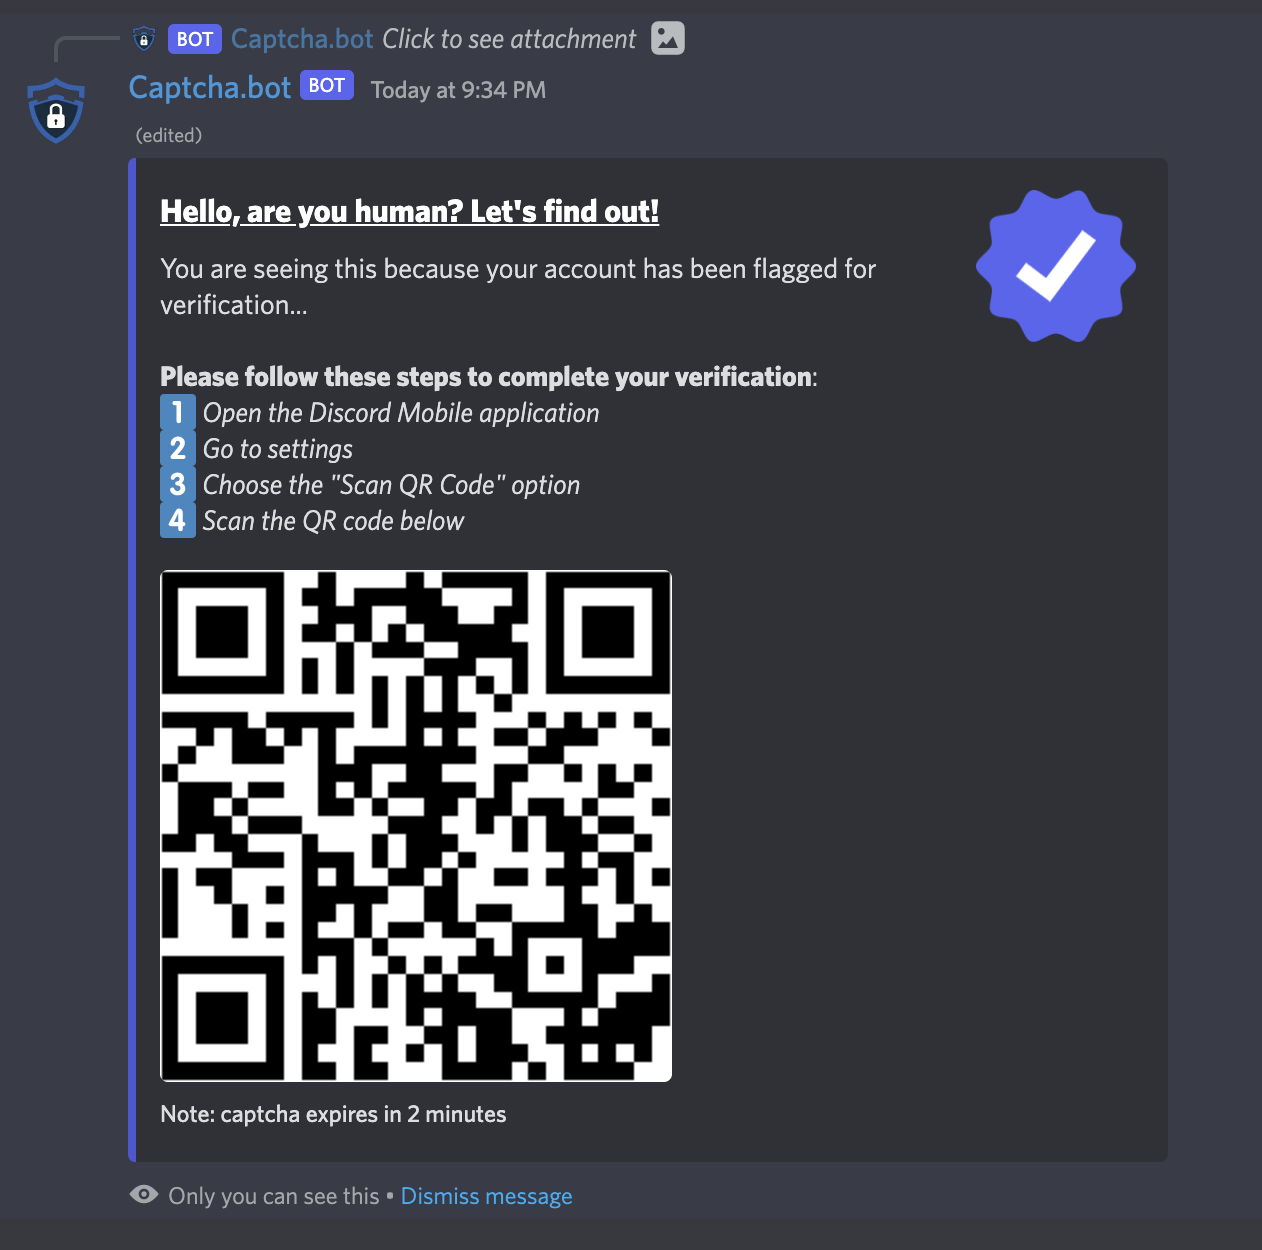 BOT Captcha.bot Click to see attachment
Captcha.bot BOT Today at 9:34 PM
(edited)
Hello, are you human? Let's find out!
You are seeing this because your account has been flagged for
verification...
Please follow these steps to complete your verification:
1 Open the Discord Mobile application
2 Go to settings
3 Choose the "Scan QR Code" option
4 Scan the QR code below
Note: captcha expires in 2 minutes
Only you can see this • Dismiss message